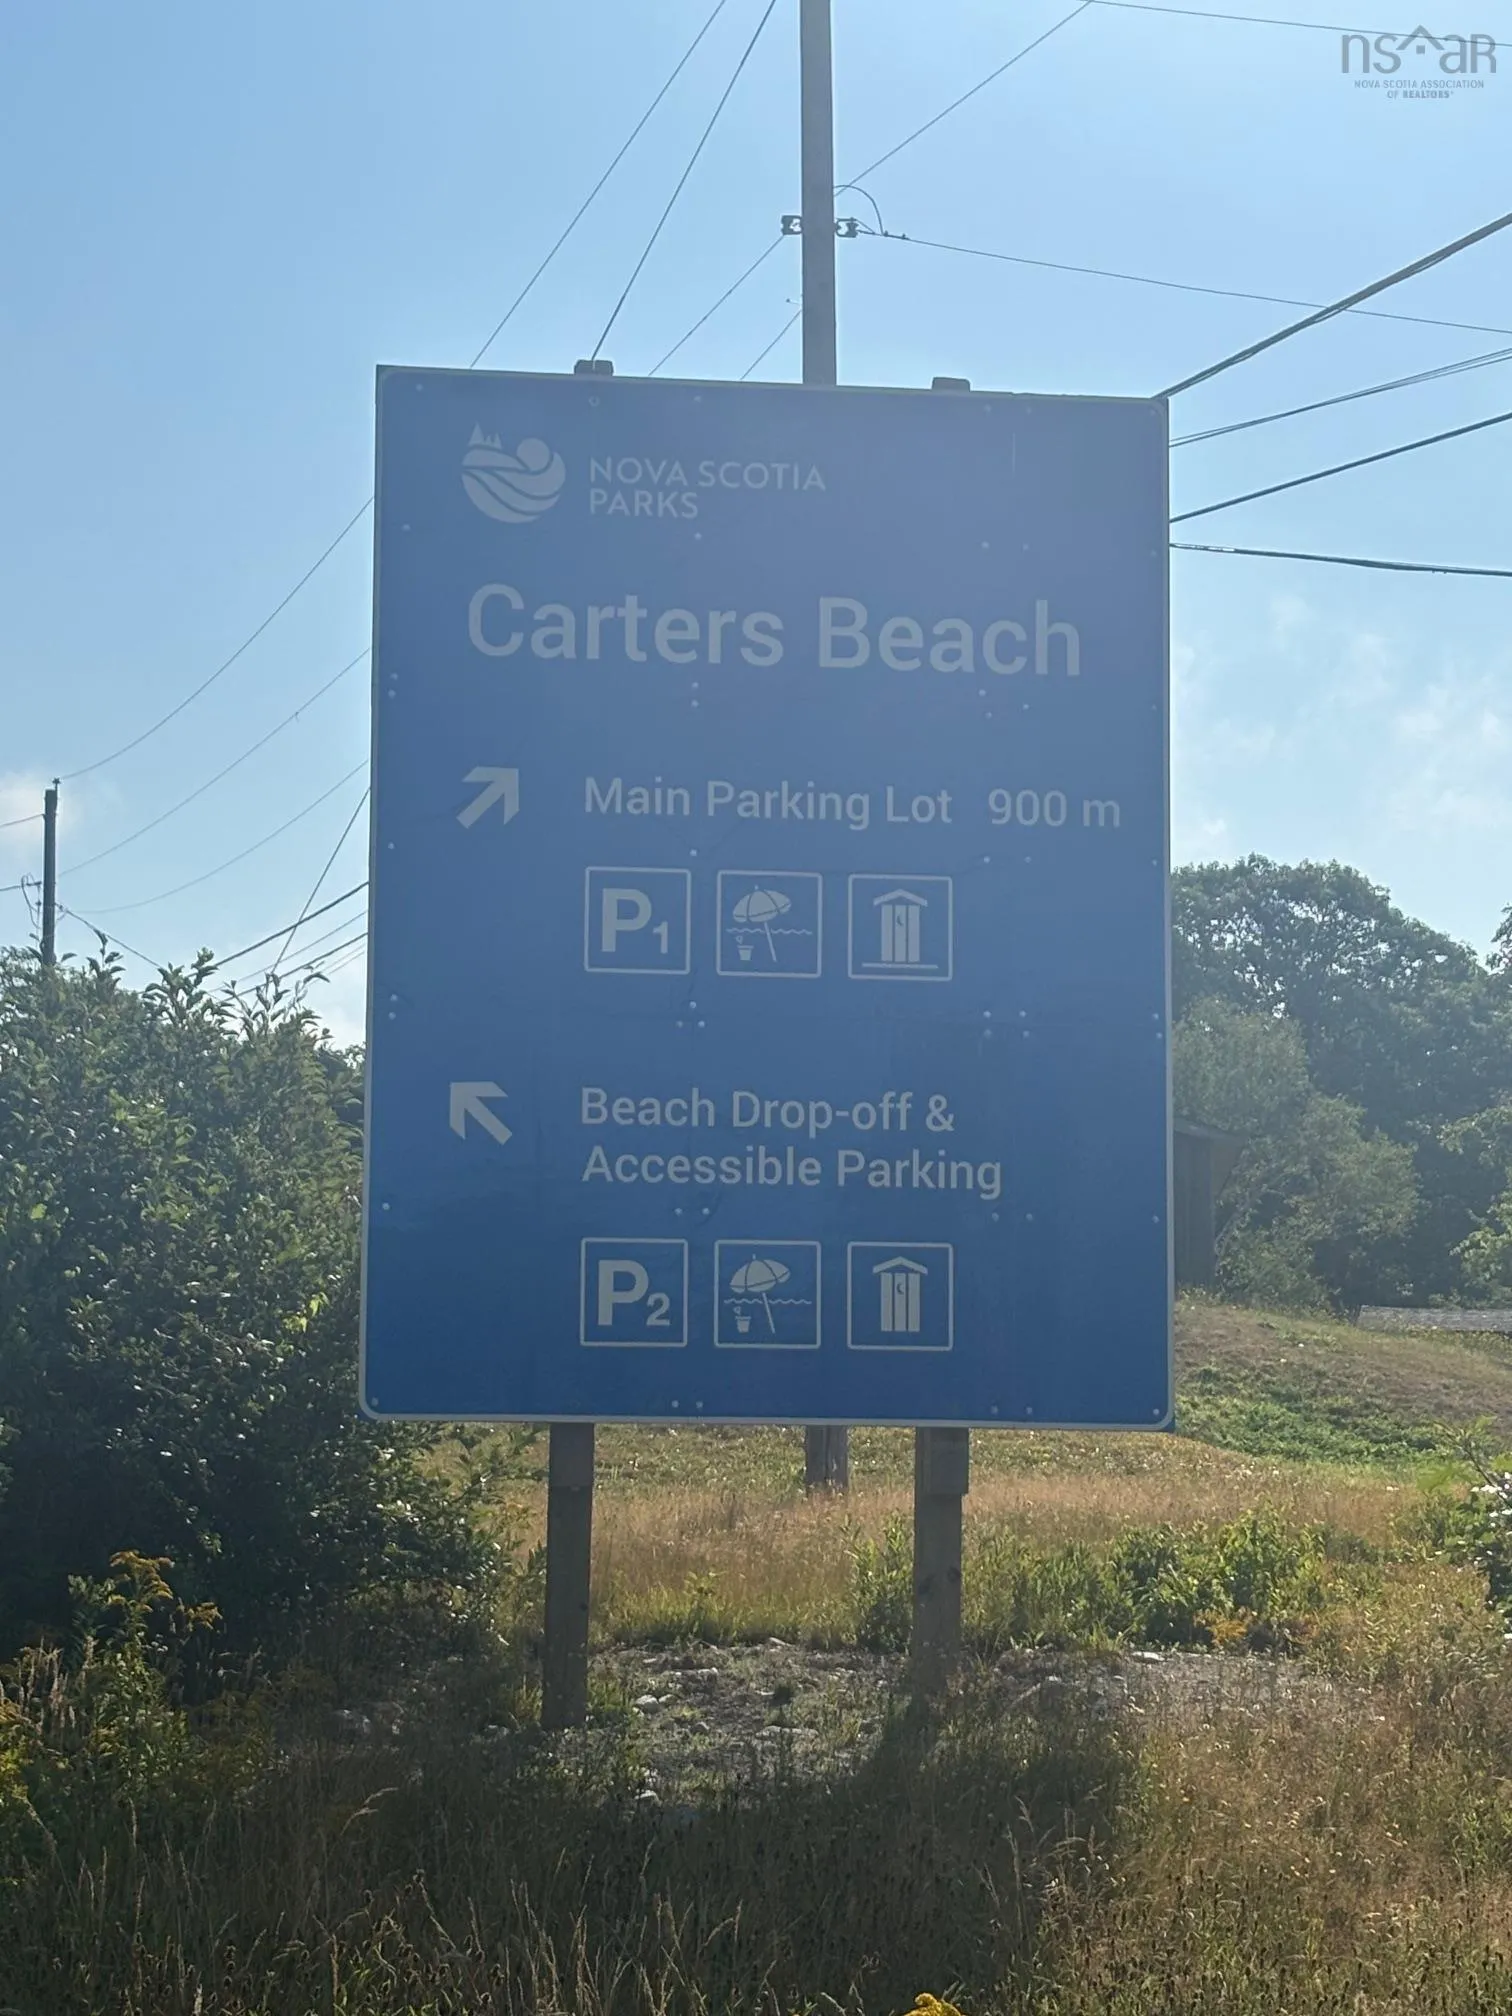 nsaar
NOVA SCOTIA ASSOCIATION
OF REALTORS®
NOVA SCOTIA
PARKS
Carters Beach
Main Parking Lot 900 m
P1
Beach Drop-off &
Accessible Parking
P2